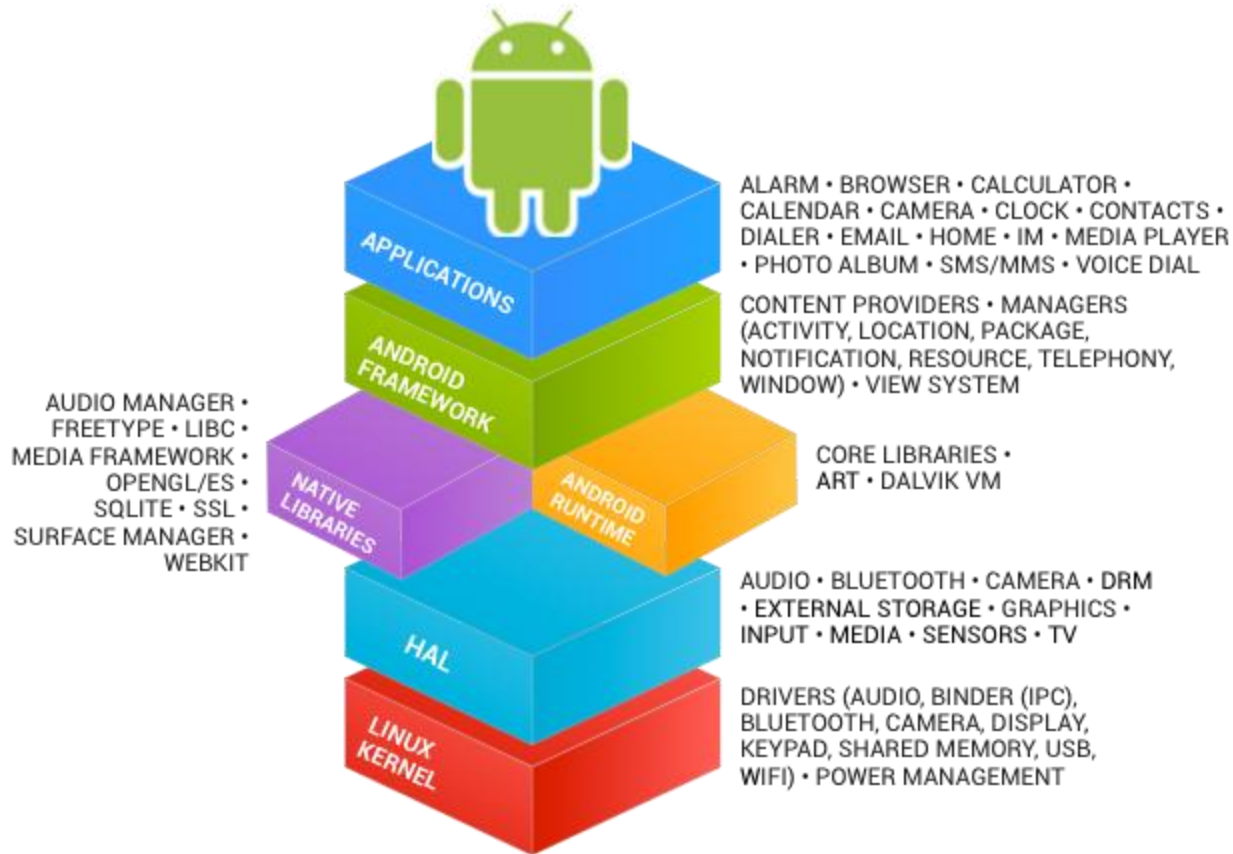 APPLICATIONS
ALARM • BROWSER • CALCULATOR •
CALENDAR • CAMERA • CLOCK • CONTACTS •
DIALER • EMAIL • HOME • IM • MEDIA PLAYER
• PHOTO ALBUM • SMS/MMS • VOICE DIAL
ANDROID
FRAMEWORK
CONTENT PROVIDERS • MANAGERS
(ACTIVITY, LOCATION, PACKAGE,
NOTIFICATION, RESOURCE, TELEPHONY,
WINDOW) • VIEW SYSTEM
AUDIO MANAGER •
FREETYPE • LIBC •
MEDIA FRAMEWORK •
OPENGL/ES •
SQLITE • SSL •
SURFACE MANAGER •
WEBKIT
NATIVE
LIBRARIES
ANDROID
RUNTIME
CORE LIBRARIES •
ART • DALVIK VM
HAL
AUDIO • BLUETOOTH • CAMERA • DRM
• EXTERNAL STORAGE • GRAPHICS •
INPUT • MEDIA • SENSORS • TV
LINUX
KERNEL
DRIVERS (AUDIO, BINDER (IPC),
BLUETOOTH, CAMERA, DISPLAY,
KEYPAD, SHARED MEMORY, USB,
WIFI) • POWER MANAGEMENT